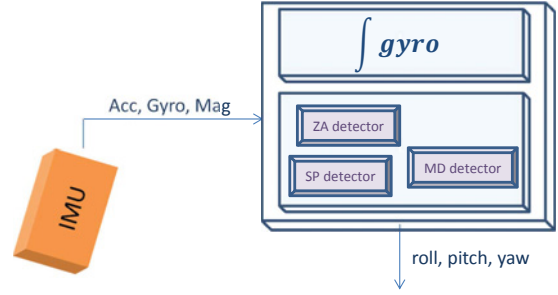 ∫ gyro
Acc, Gyro, Mag
ZA detector
SP detector
MD detector
IMU
roll, pitch, yaw